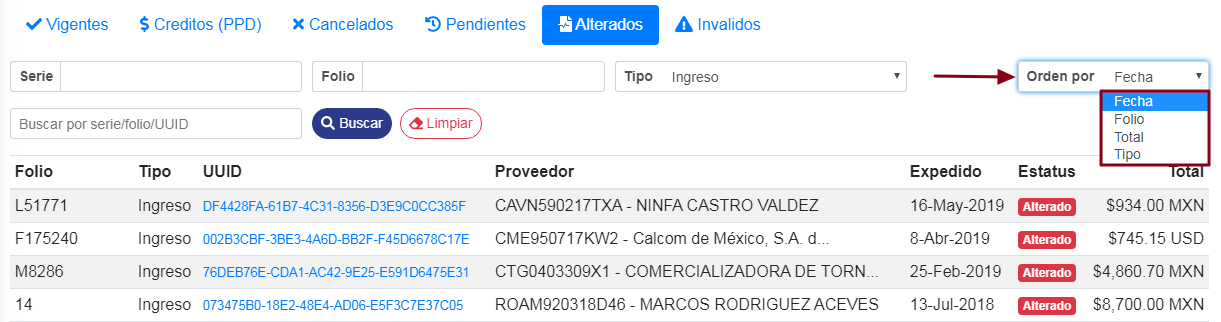 Vigentes Creditos (PPD) Cancelados Pendientes Alterados Invalidos
Serie Folio Tipo Ingreso Orden por Fecha
Fecha
Folio
Total
Tipo
Buscar por serie/folio/UUID Buscar Limpiar
Folio Tipo UUID Proveedor Expedido Estatus Total
L51771 Ingreso DF4428FA-61B7-4C31-8356-D3E9C0CC385F CAVN590217TXA - NINFA CASTRO VALDEZ 16-May-2019 Alterado $934.00 MXN
F175240 Ingreso 002B3CBF-3BE3-4A6D-BB2F-F45D6678C17E CME950717KW2 - Calcom de México, S.A. d... 8-Abr-2019 Alterado $745.15 USD
M8286 Ingreso 76DEB76E-CDA1-AC42-9E25-E591D6475E31 CTG0403309X1 - COMERCIALIZADORA DE TORN... 25-Feb-2019 Alterado $4,860.70 MXN
14 Ingreso 073475B0-18E2-48E4-AD06-E5F3C7E37C05 ROAM920318D46 - MARCOS RODRIGUEZ ACEVES 13-Jul-2018 Alterado $8,700.00 MXN